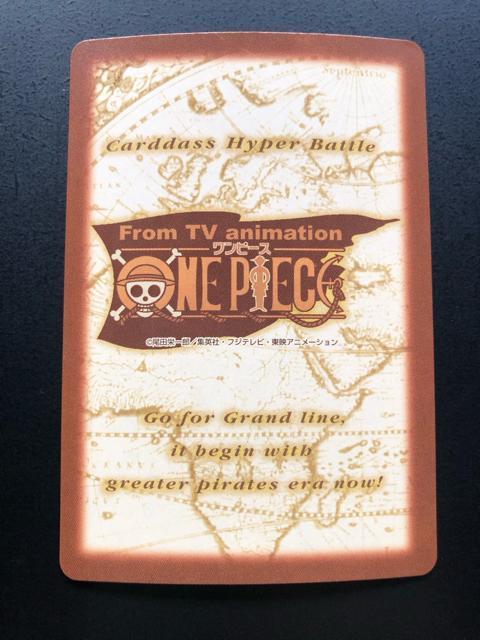 Septentrio
Carddass Hyper Battle
From TV animation
ワンピース
ONE PIECE
©尾田栄一郎／集英社・フジテレビ・東映アニメーション
Go for Grand line,
it begin with
greater pirates era now!